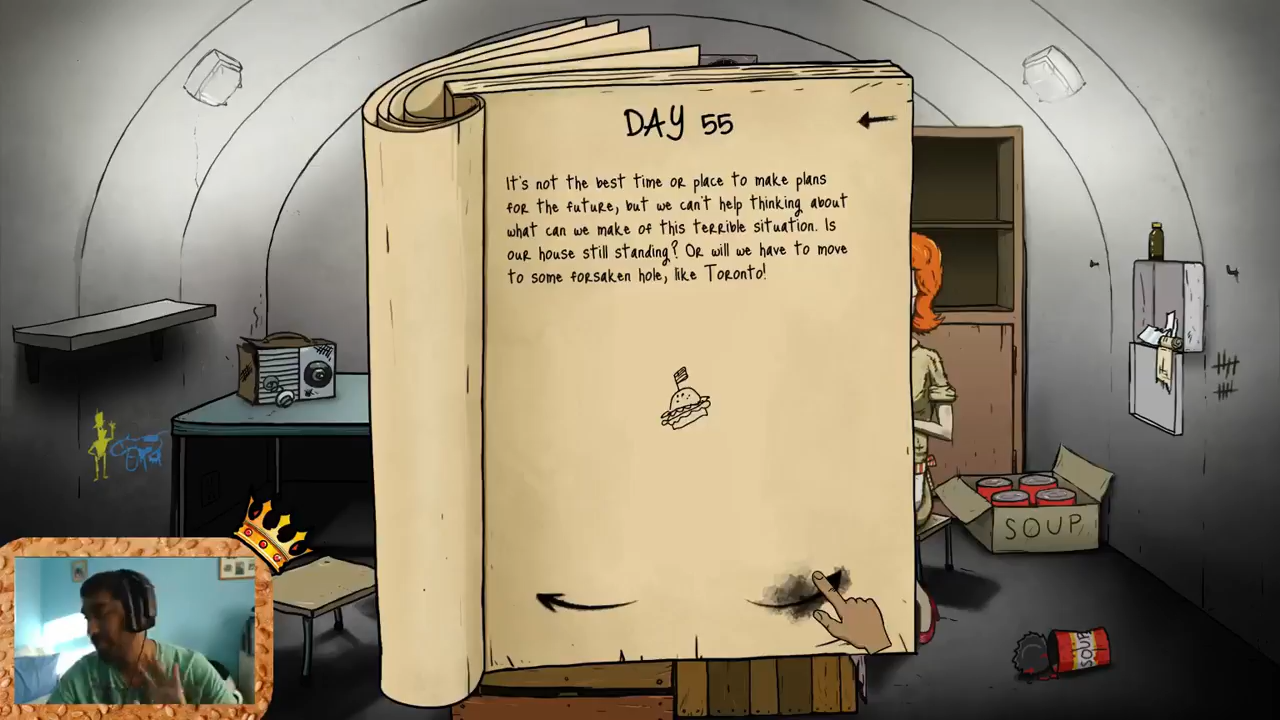 DAY 55
It's not the best time or place to make plans
for the future, but we can't help thinking about
what can we make of this terrible situation. Is
our house still standing? Or will we have to move
to some forsaken hole, like Toronto!
SOUP
SOUP